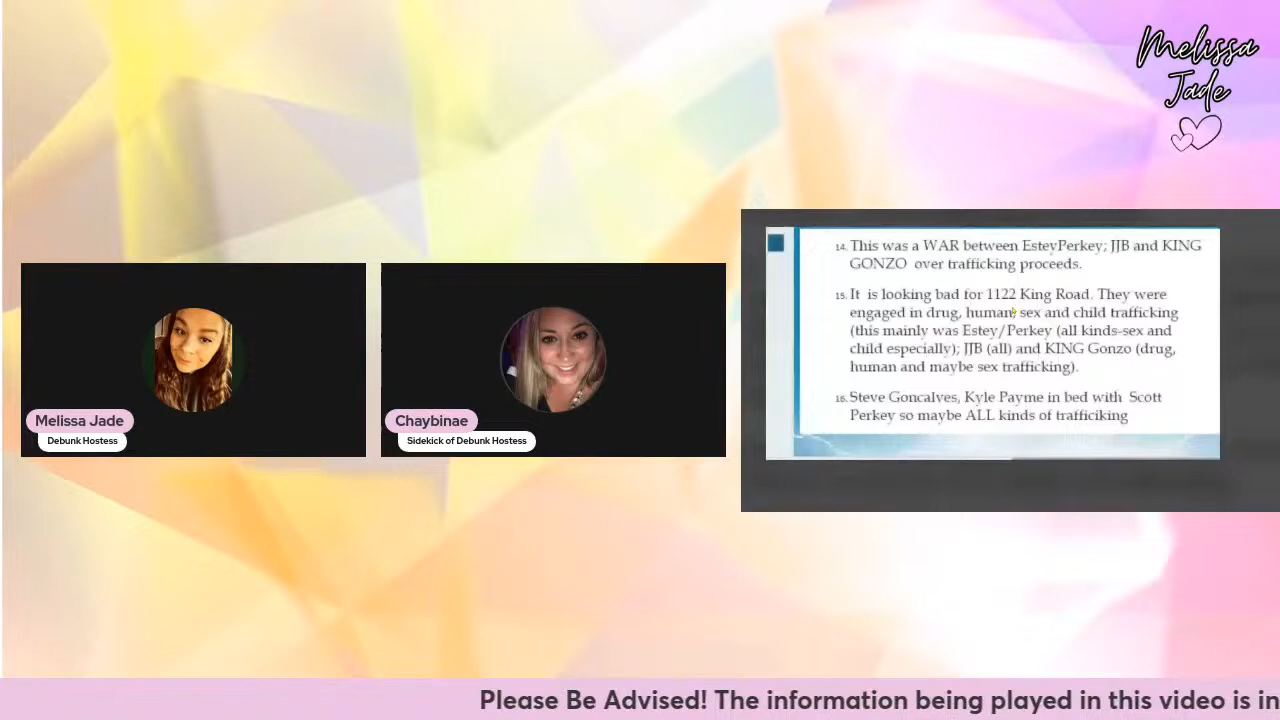 Melissa
Jade
14. This was a WAR between EsteyPerkey; JJB and KING
GONZO over trafficking proceeds.
15. It is looking bad for 1122 King Road. They were
engaged in drug, human sex and child trafficking
(this mainly was Estey/Perkey (all kinds-sex and
child especially); JJB (all) and KING Gonzo (drug,
human and maybe sex trafficking).
16. Steve Goncalves, Kyle Payme in bed with Scott
Perkey so maybe ALL kinds of trafficiking
Melissa Jade
Debunk Hostess
Chaybinae
Sidekick of Debunk Hostess
Please Be Advised! The information being played in this video is in